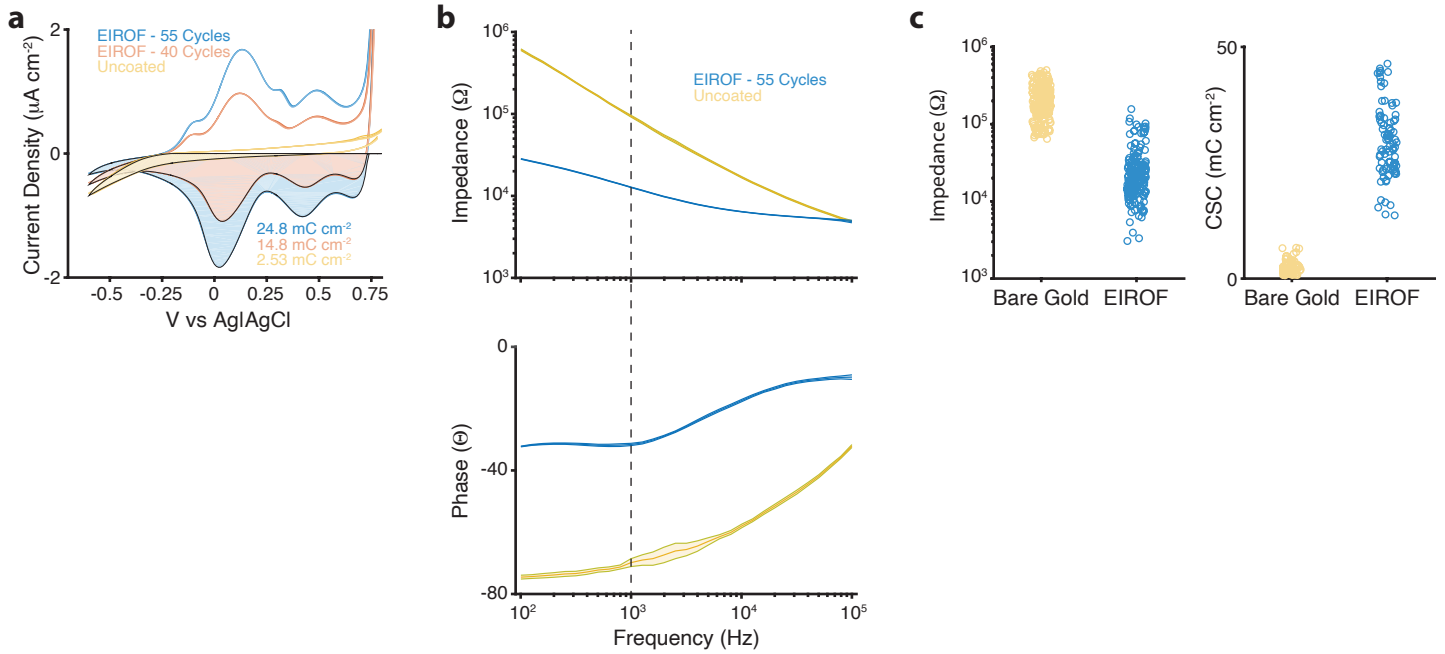 a
EIROF - 55 Cycles
EIROF - 40 Cycles
Uncoated
2
0
-2
Current Density (µA cm⁻²)
24.8 mC cm⁻²
14.8 mC cm⁻²
2.53 mC cm⁻²
-0.5
-0.25
0
0.25
0.5
0.75
V vs Ag|AgCl
b
10⁶
10⁵
10⁴
10³
Impedance (Ω)
EIROF - 55 Cycles
Uncoated
0
-40
-80
Phase (Θ)
10²
10³
10⁴
10⁵
Frequency (Hz)
c
10⁶
10⁵
10⁴
10³
Impedance (Ω)
Bare Gold
EIROF
50
0
CSC (mC cm⁻²)
Bare Gold
EIROF